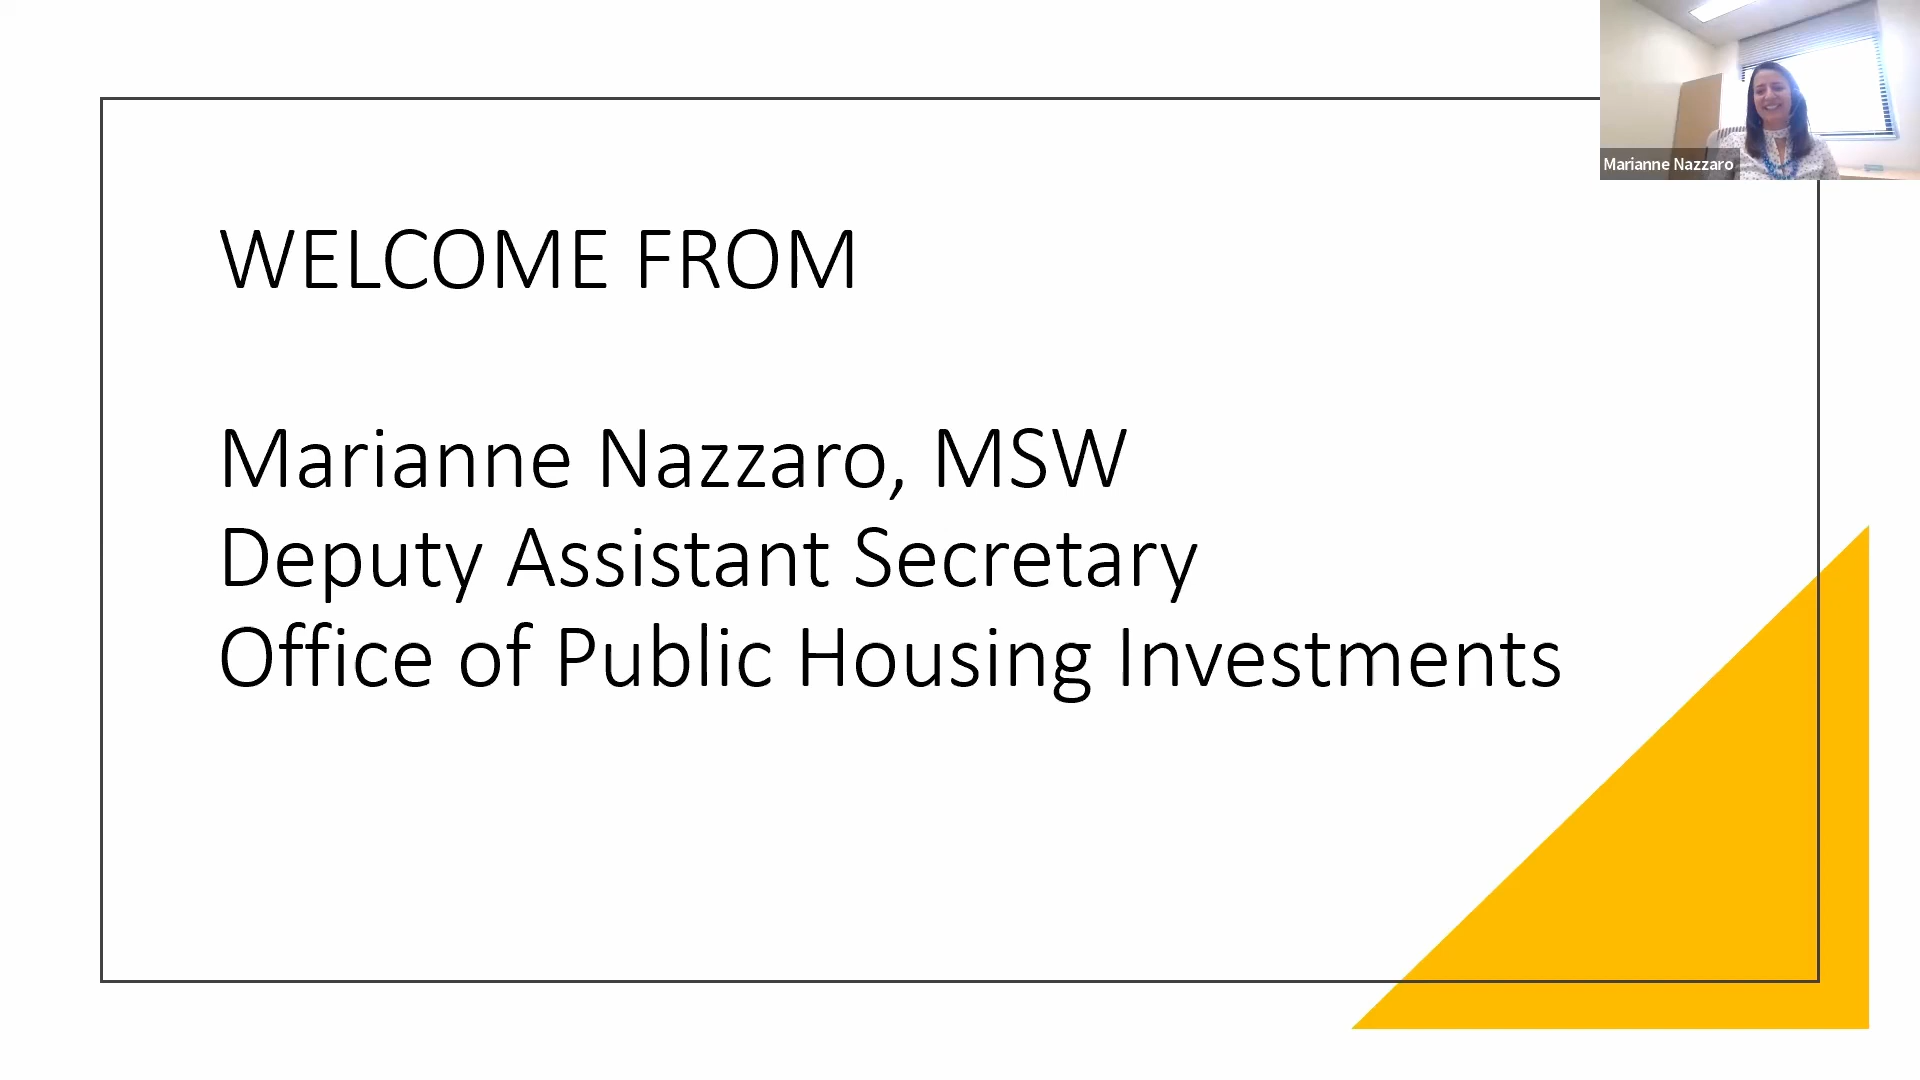 WELCOME FROM
Marianne Nazzaro, MSW
Deputy Assistant Secretary
Office of Public Housing Investments
Marianne Nazzaro